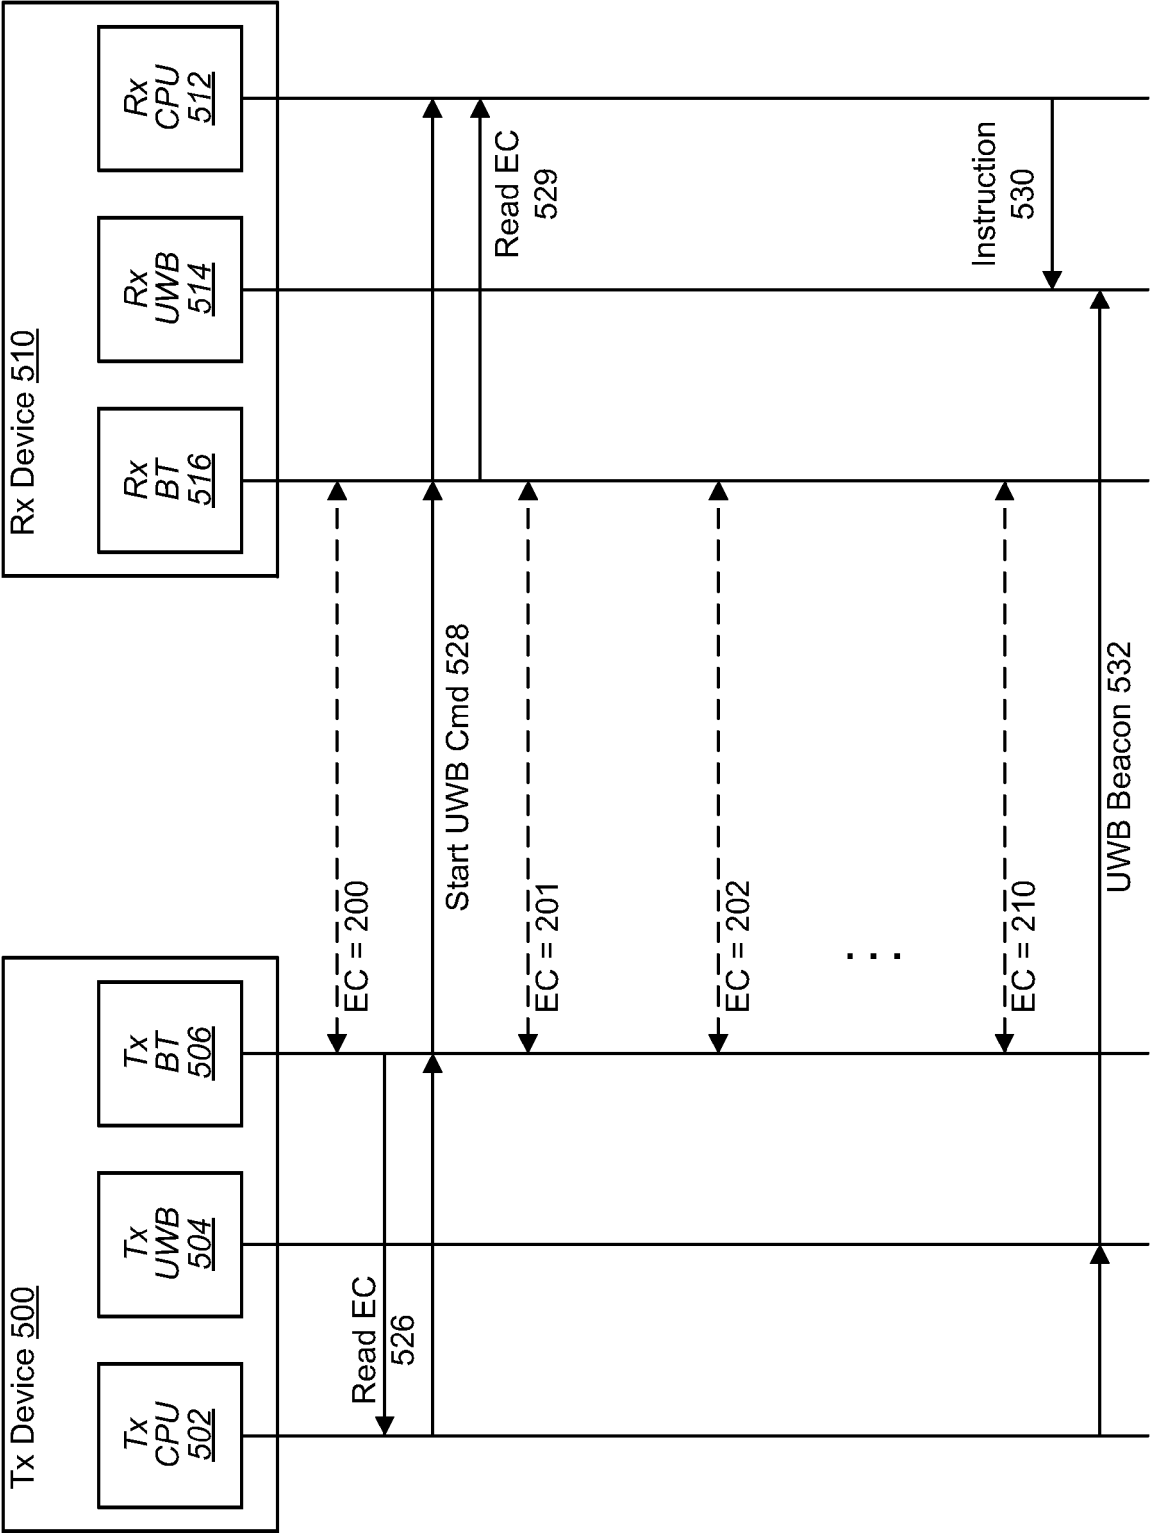 Tx Device 500
Tx
CPU
502
Tx
UWB
504
Tx
BT
506
Rx Device 510
Rx
BT
516
Rx
UWB
514
Rx
CPU
512
EC = 200
Read EC
526
Start UWB Cmd 528
Read EC
529
EC = 201
EC = 202
. . .
EC = 210
Instruction
530
UWB Beacon 532